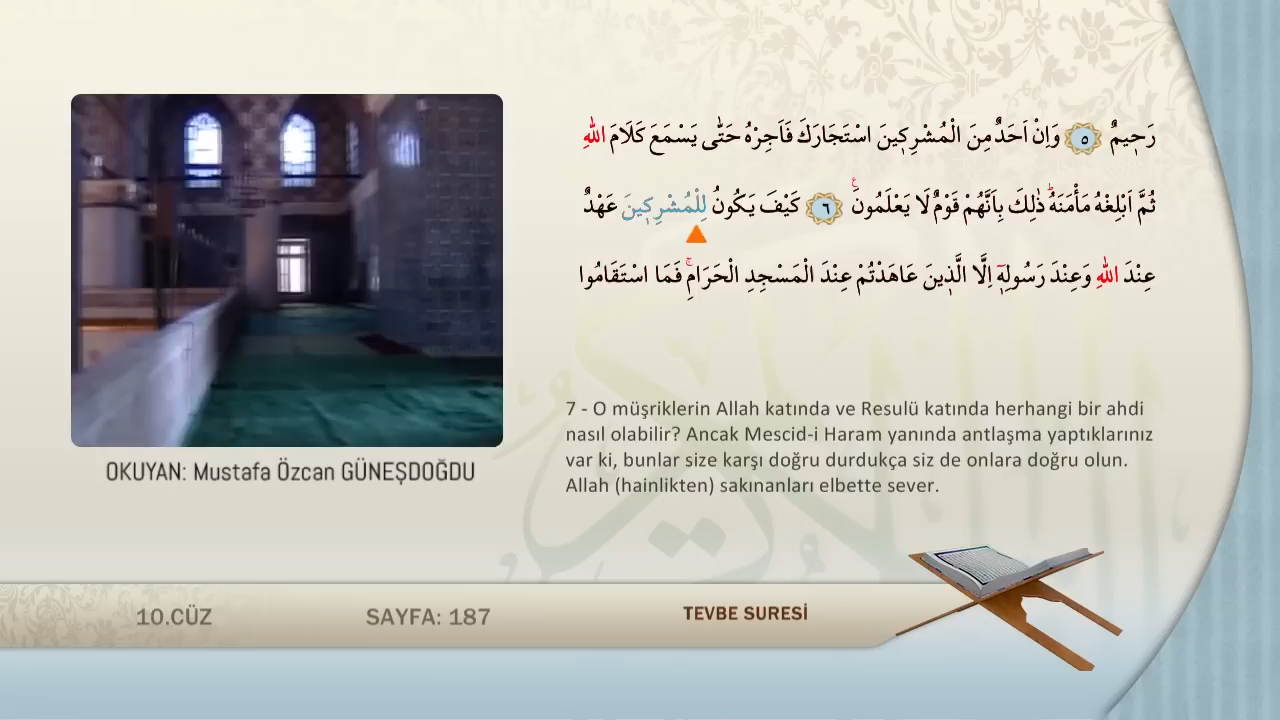 رَحِيمٌ ﴿٥﴾ وَاِنْ اَحَدٌ مِنَ الْمُشْرِكِينَ اسْتَجَارَكَ فَاَجِرْهُ حَتّٰى يَسْمَعَ كَلَامَ اللّٰهِ
ثُمَّ اَبْلِغْهُ مَأْمَنَهُۜ ذٰلِكَ بِاَنَّهُمْ قَوْمٌ لَا يَعْلَمُونَ ﴿٦﴾ كَيْفَ يَكُونُ لِلْمُشْرِكِينَ عَهْدٌ
عِنْدَ اللّٰهِ وَعِنْدَ رَسُولِهٖٓ اِلَّا الَّذِينَ عَاهَدْتُمْ عِنْدَ الْمَسْجِدِ الْحَرَامِۚ فَمَا اسْتَقَامُوا
7 - O müşriklerin Allah katında ve Resulü katında herhangi bir ahdi
nasıl olabilir? Ancak Mescid-i Haram yanında antlaşma yaptıklarınız
var ki, bunlar size karşı doğru durdukça siz de onlara doğru olun.
Allah (hainlikten) sakınanları elbette sever.
OKUYAN: Mustafa Özcan GÜNEŞDOĞDU
10.CÜZ
SAYFA: 187
TEVBE SURESİ